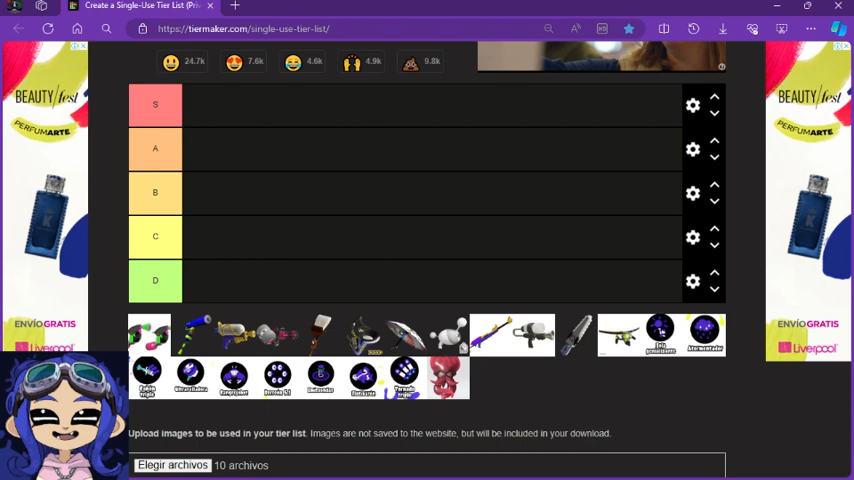 Create a Single-Use Tier List (Pri
https://tiermaker.com/single-use-tier-list/
24.7k
7.6k
4.6k
4.9k
9.8k
BEAUTY/fest
PERFUMARTE
ENVÍO GRATIS
Liverpool
BEAUTY/fest
PERFUMARTE
ENVÍO GRATIS
Liverpool
S
A
B
C
D
Atormentador
Upload images to be used in your tier list. Images are not saved to the website, but will be included in your download.
Elegir archivos 10 archivos